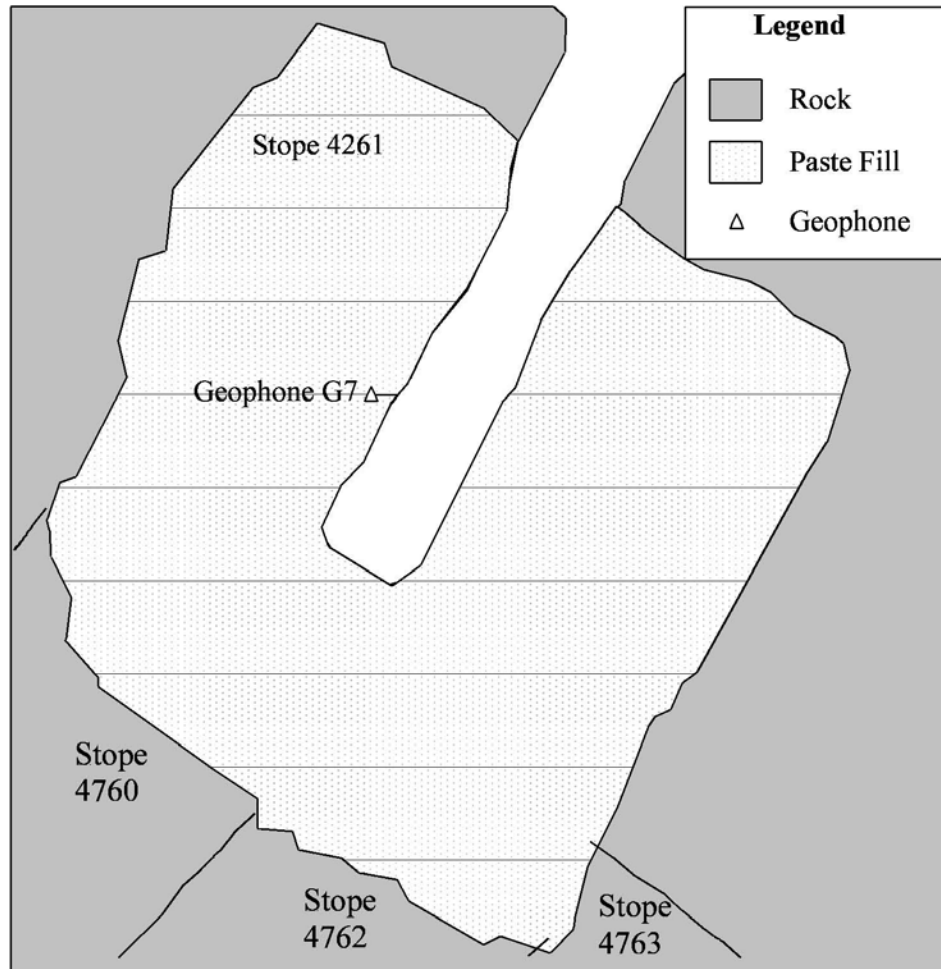 Legend
Rock
Paste Fill
Geophone
Stope 4261
Geophone G7
Stope
4760
Stope
4762
Stope
4763